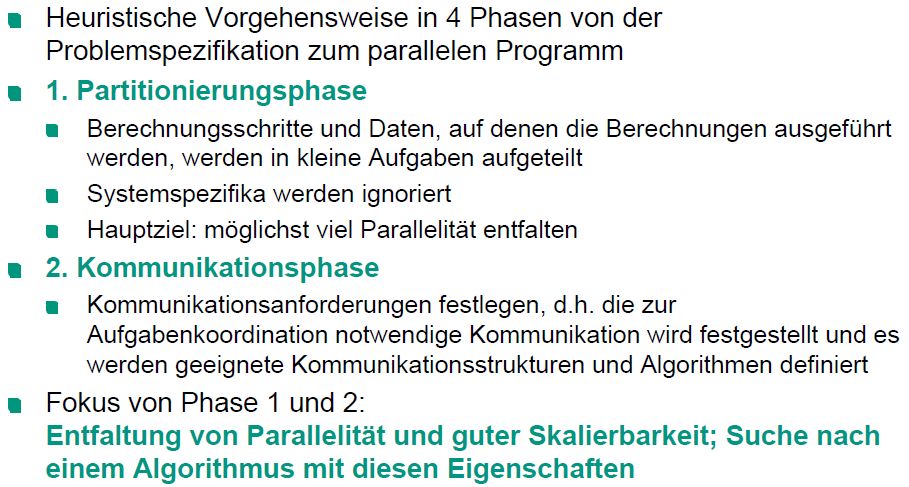 Heuristische Vorgehensweise in 4 Phasen von der
Problemspezifikation zum parallelen Programm
1. Partitionierungsphase
Berechnungsschritte und Daten, auf denen die Berechnungen ausgeführt
werden, werden in kleine Aufgaben aufgeteilt
Systemspezifika werden ignoriert
Hauptziel: möglichst viel Parallelität entfalten
2. Kommunikationsphase
Kommunikationsanforderungen festlegen, d.h. die zur
Aufgabenkoordination notwendige Kommunikation wird festgestellt und es
werden geeignete Kommunikationsstrukturen und Algorithmen definiert
Fokus von Phase 1 und 2:
Entfaltung von Parallelität und guter Skalierbarkeit; Suche nach
einem Algorithmus mit diesen Eigenschaften